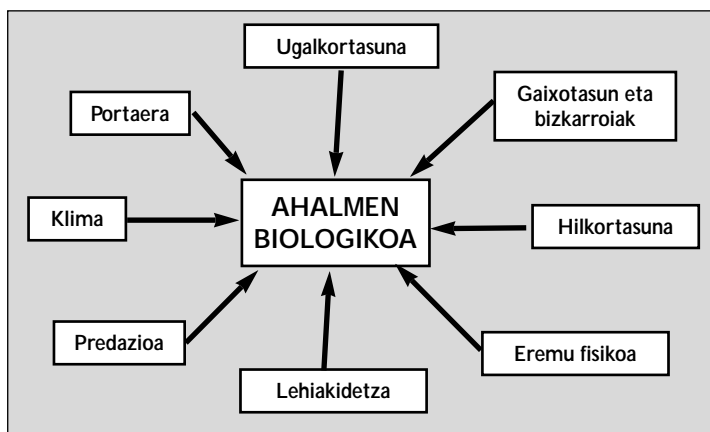 Ugalkortasuna
Gaixotasun eta
bizkarroiak
Portaera
AHALMEN
BIOLOGIKOA
Klima
Hilkortasuna
Predazioa
Eremu fisikoa
Lehiakidetza